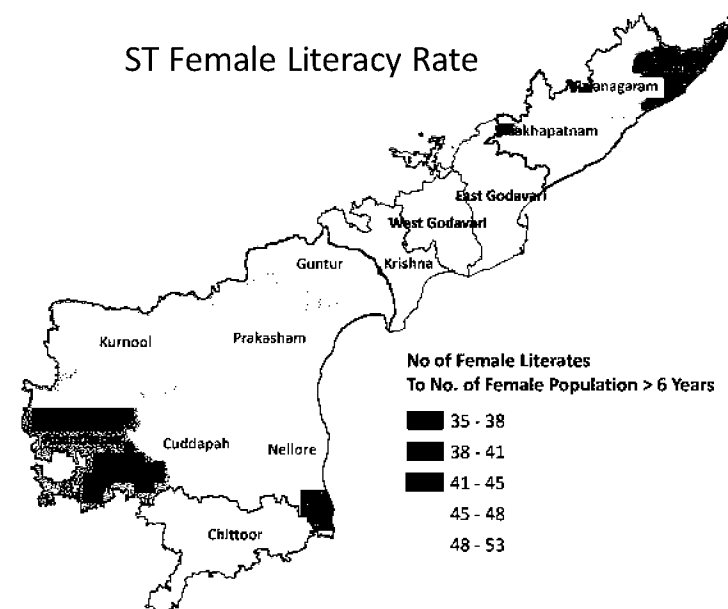 ST Female Literacy Rate
East Godavari
West Godavari
Guntur
Krishna
Kurnool
Prakasham
No of Female Literates
To No. of Female Population > 6 Years
35 - 38
Cuddapah
Nellore
38 - 41
41 - 45
45 - 48
Chittoor
48 - 53